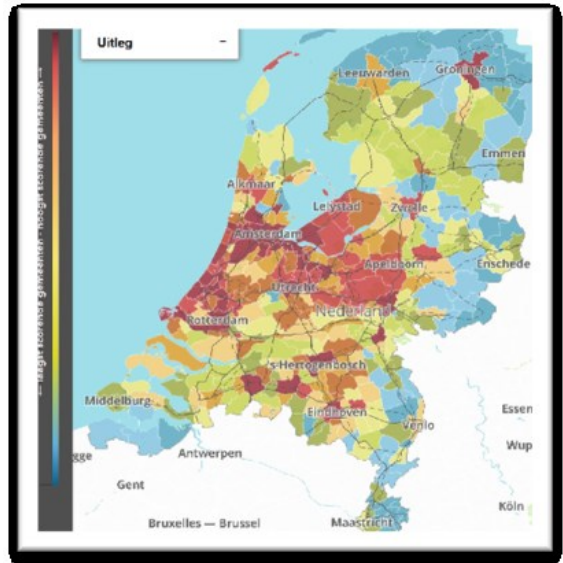 Uitleg –
Leeuwarden
Groningen
Emmen
Alkmaar
Lelystad
Zwolle
Amsterdam
Apeldoorn
Enschede
Utrecht
Nederland
Rotterdam
's-Hertogenbosch
Middelburg
Eindhoven
Venlo
Essen
gge
Antwerpen
Wup
Gent
Köln
Bruxelles — Brussel
Maastricht